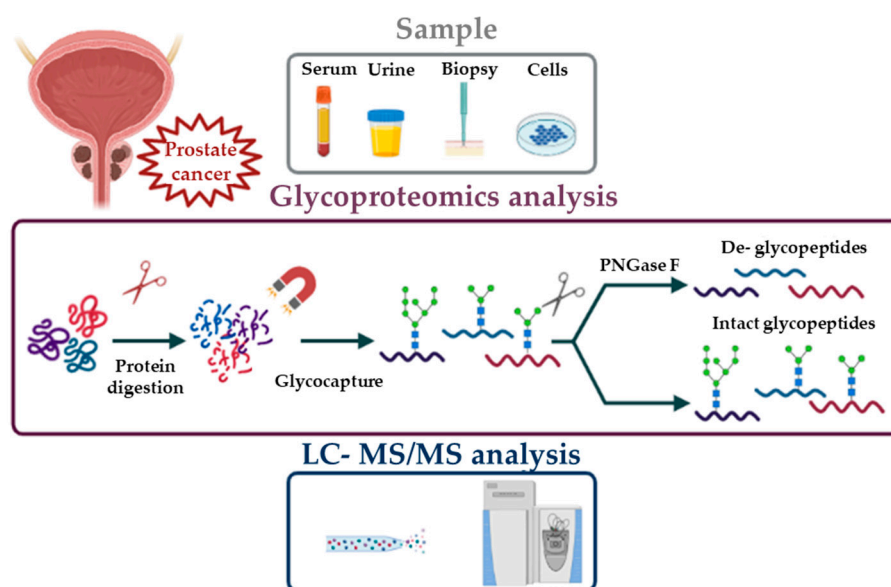 Sample
Serum Urine Biopsy Cells
Prostate
cancer
Glycoproteomics analysis
PNGase F
De- glycopeptides
Intact glycopeptides
Protein
digestion
Glycocapture
LC- MS/MS analysis